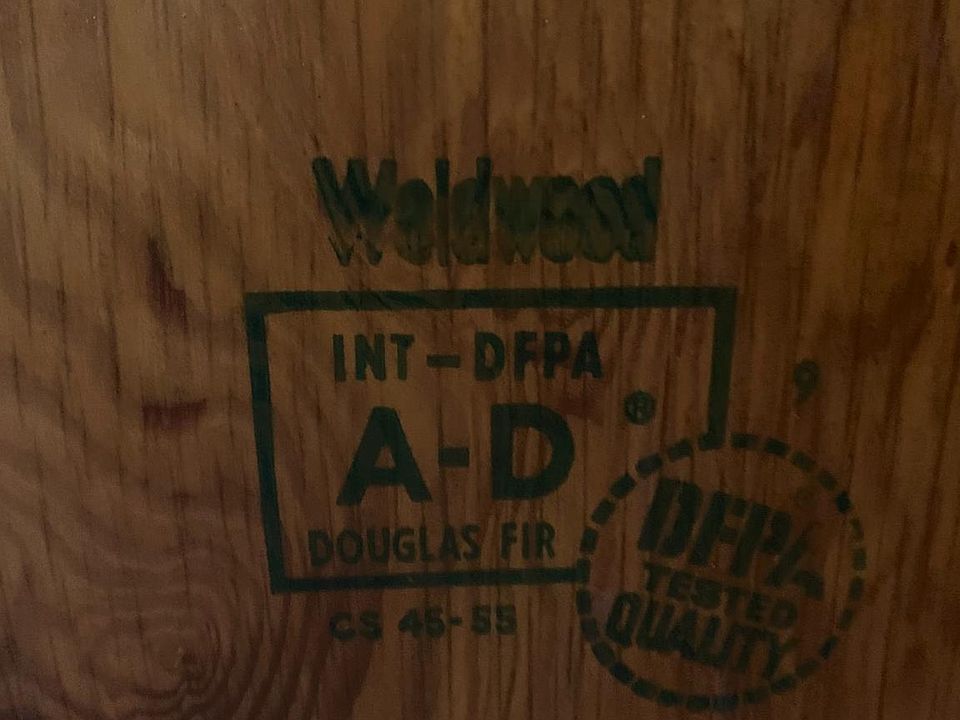 Weldwood
INT-DFPA
A-D ®
DOUGLAS FIR
CS 45-55
9
DFPA
TESTED
QUALITY